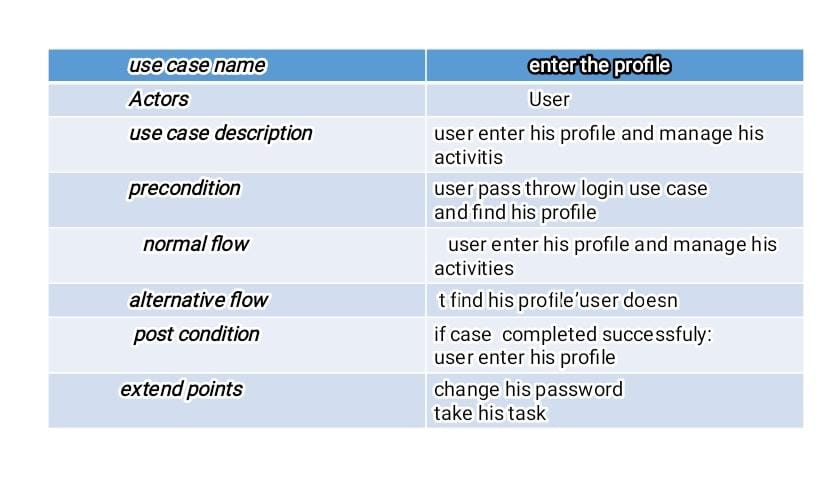 use case name enter the profile
Actors User
use case description user enter his profile and manage his
activitis
precondition user pass throw login use case
and find his profile
normal flow user enter his profile and manage his
activities
alternative flow t find his profile’user doesn
post condition if case completed successfuly:
user enter his profile
extend points change his password
take his task